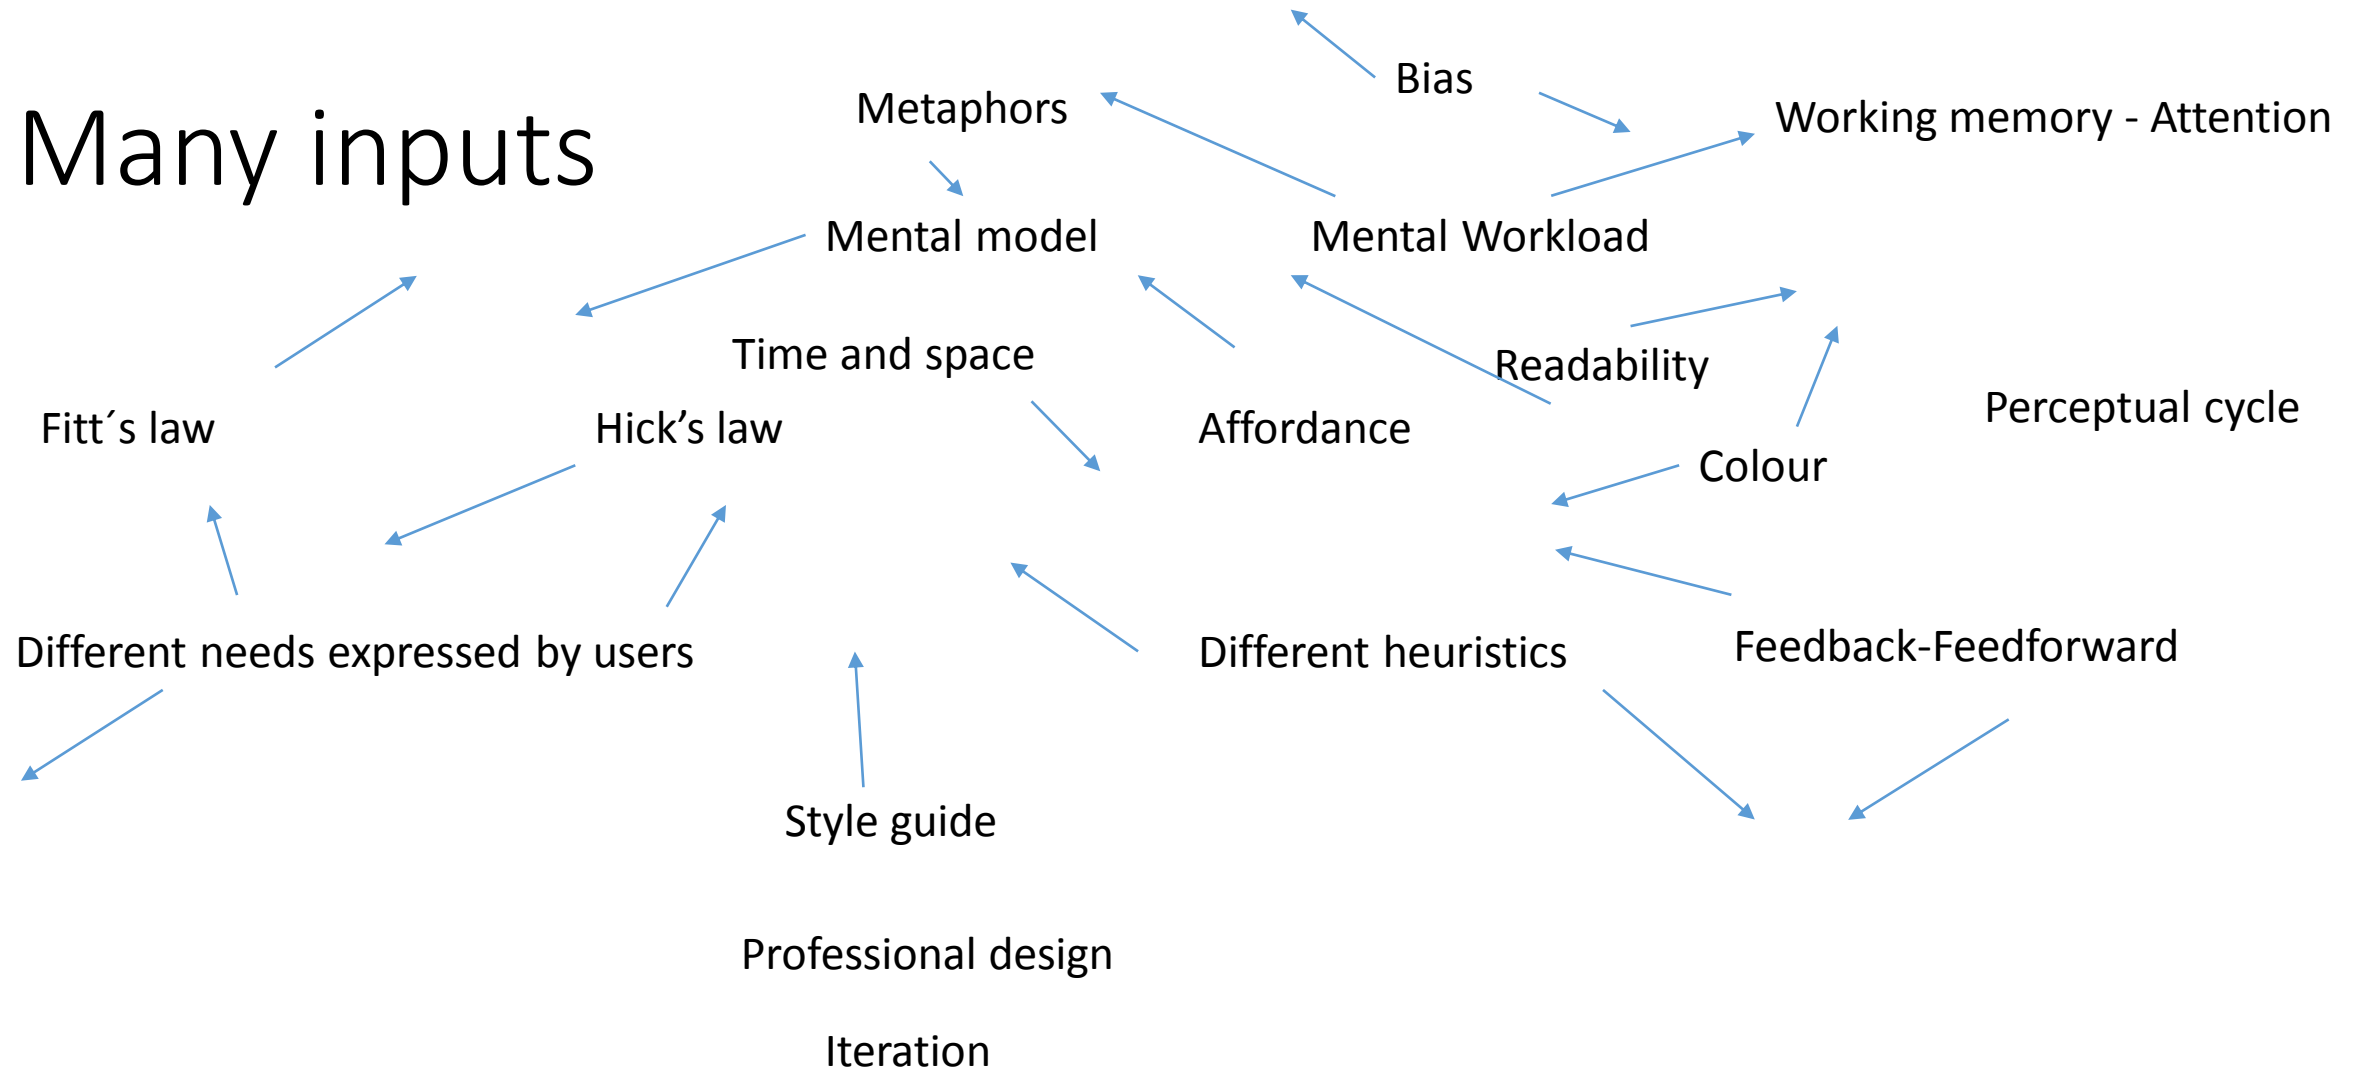 Many inputs
Bias
Metaphors
Working memory - Attention
Mental model
Mental Workload
Time and space
Readability
Fitt´s law
Hick’s law
Affordance
Perceptual cycle
Colour
Different needs expressed by users
Different heuristics
Feedback-Feedforward
Style guide
Professional design
Iteration